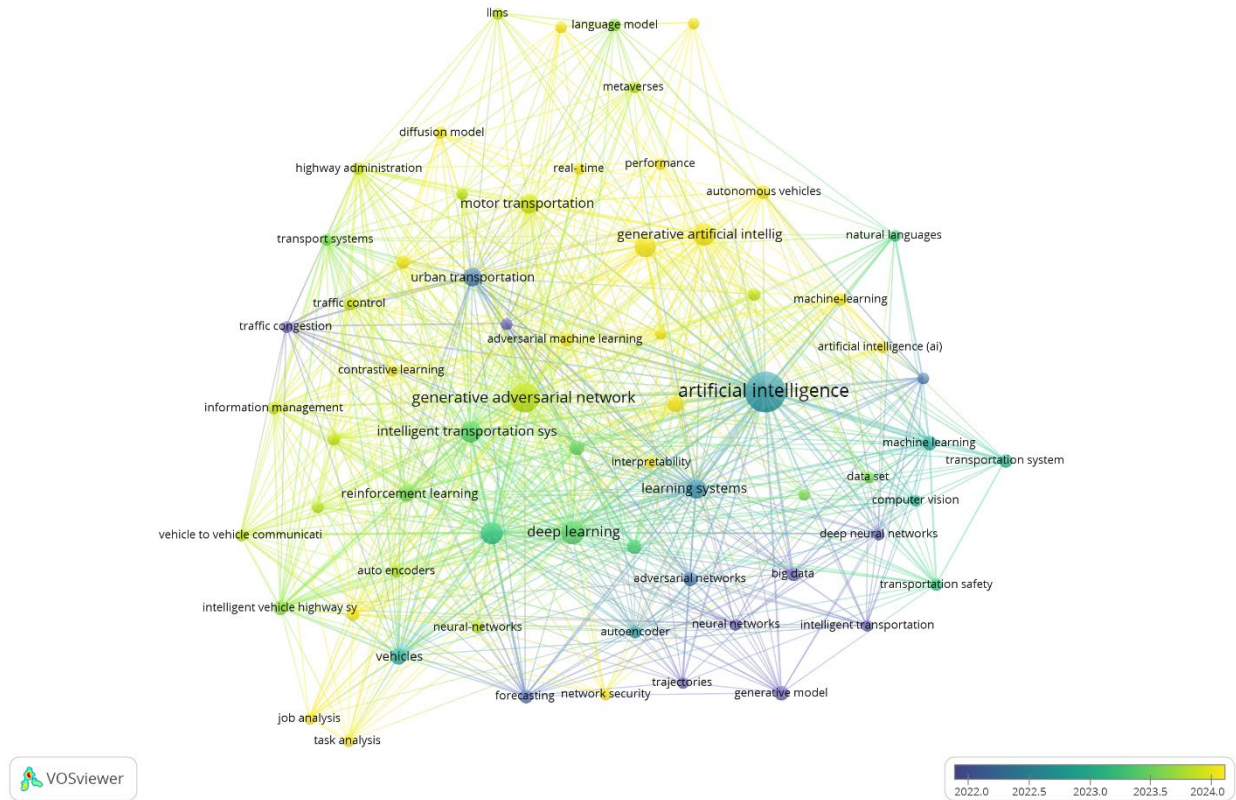 llms
language model
metaverses
diffusion model
highway administration
real- time
performance
autonomous vehicles
motor transportation
generative artificial intellig
natural languages
transport systems
urban transportation
traffic control
machine-learning
traffic congestion
adversarial machine learning
artificial intelligence (ai)
contrastive learning
artificial intelligence
generative adversarial network
information management
intelligent transportation sys
machine learning
interpretability
transportation system
data set
learning systems
reinforcement learning
computer vision
vehicle to vehicle communicati
deep learning
deep neural networks
auto encoders
adversarial networks
big data
transportation safety
intelligent vehicle highway sy
neural-networks
autoencoder
neural networks
intelligent transportation
vehicles
trajectories
forecasting
network security
generative model
job analysis
task analysis
VOSviewer
2022.0 2022.5 2023.0 2023.5 2024.0